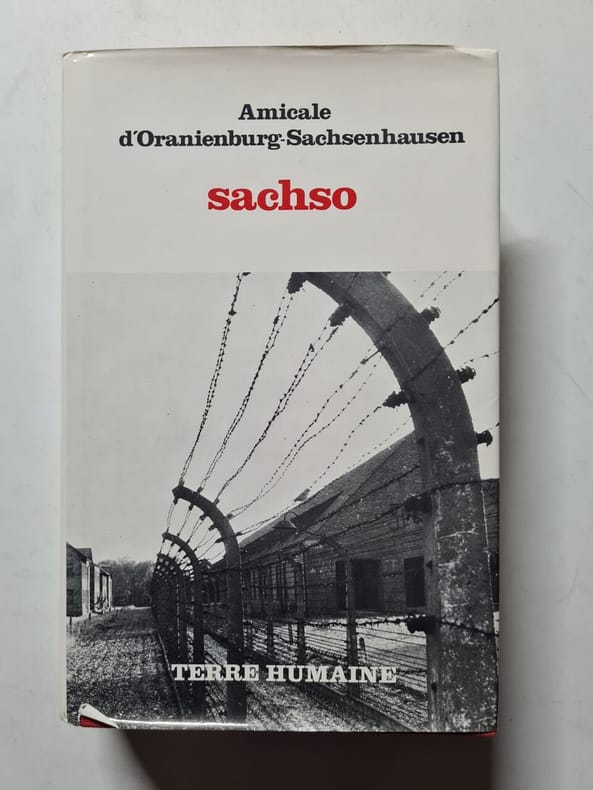 Amicale
d'Oranienburg-Sachsenhausen
sachso
TERRE HUMAINE